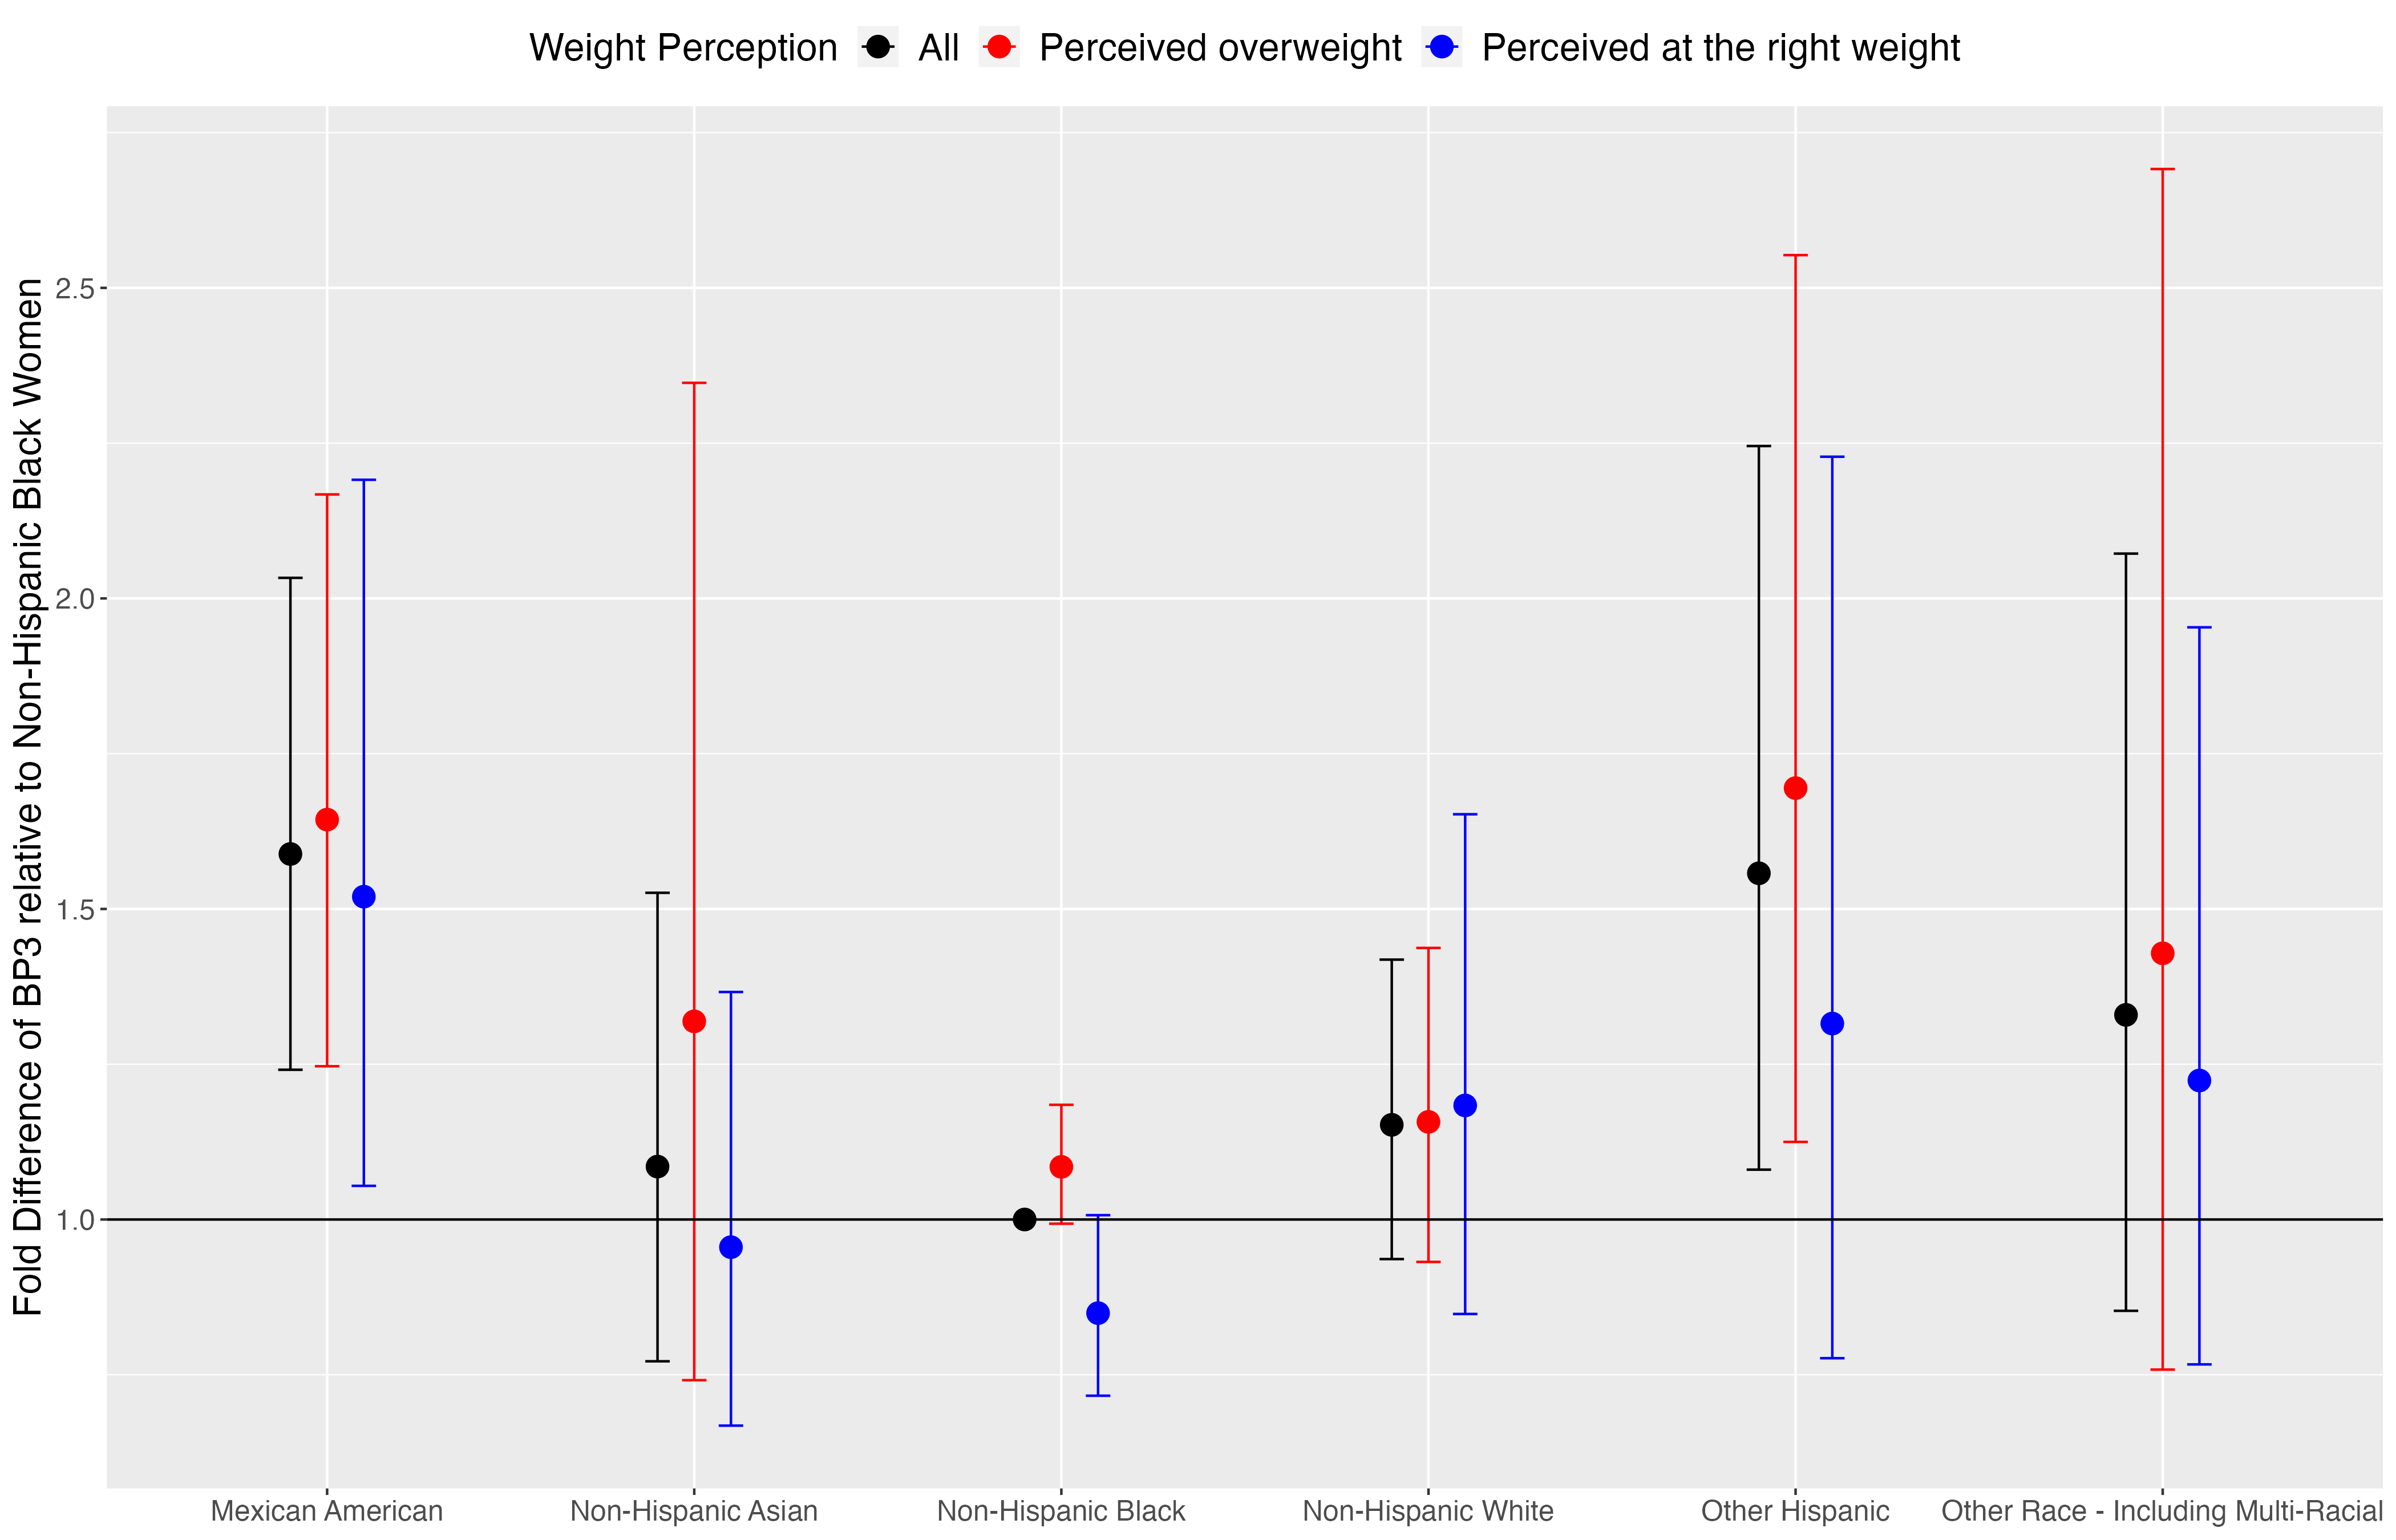 Weight Perception All Perceived overweight Perceived at the right weight
Fold Difference of BP3 relative to Non-Hispanic Black Women
2.5
2.0
1.5
1.0
Mexican American Non-Hispanic Asian Non-Hispanic Black Non-Hispanic White Other Hispanic Other Race - Including Multi-Racial